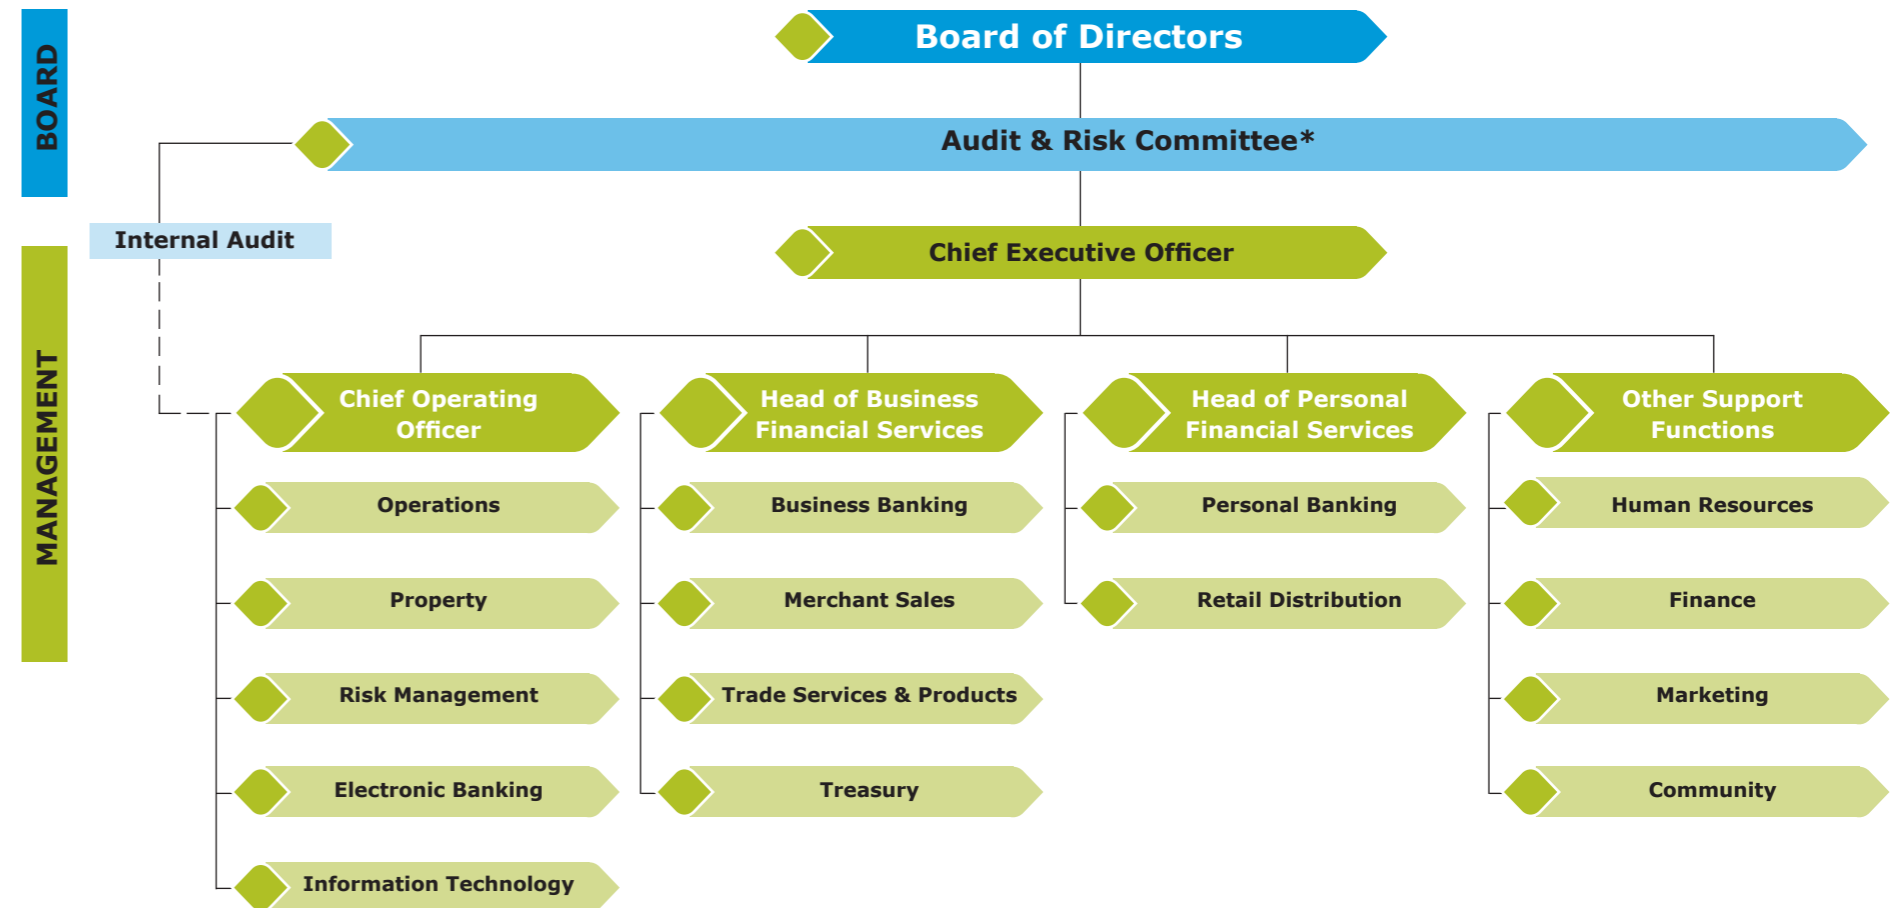 BOARD
Board of Directors
Audit & Risk Committee*
Internal Audit
MANAGEMENT
Chief Executive Officer
Chief Operating
Officer
Operations
Property
Risk Management
Electronic Banking
Information Technology
Head of Business
Financial Services
Business Banking
Merchant Sales
Trade Services & Products
Treasury
Head of Personal
Financial Services
Personal Banking
Retail Distribution
Other Support
Functions
Human Resources
Finance
Marketing
Community